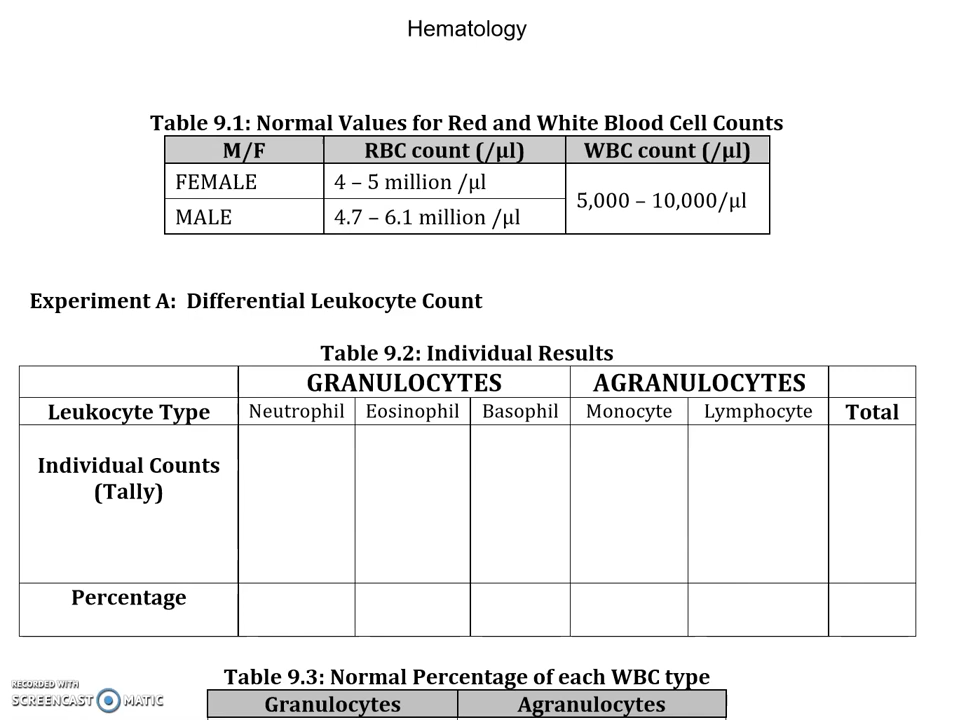 Hematology
Table 9.1: Normal Values for Red and White Blood Cell Counts
M/F RBC count (/µl) WBC count (/µl)
FEMALE 4 – 5 million /µl
5,000 – 10,000/µl
MALE 4.7 – 6.1 million /µl
Experiment A: Differential Leukocyte Count
Table 9.2: Individual Results
GRANULOCYTES AGRANULOCYTES
Leukocyte Type Neutrophil Eosinophil Basophil Monocyte Lymphocyte Total
Individual Counts
(Tally)
Percentage
Table 9.3: Normal Percentage of each WBC type
Granulocytes Agranulocytes
RECORDED WITH
SCREENCAST MATIC